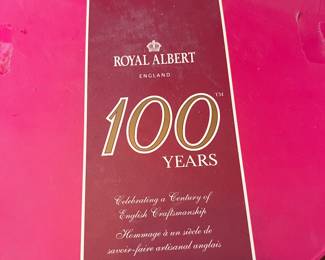 ROYAL ALBERT
ENGLAND
100™
YEARS
Celebrating a Century of
English Craftsmanship
Hommage à un siècle de
savoir-faire artisanal anglais